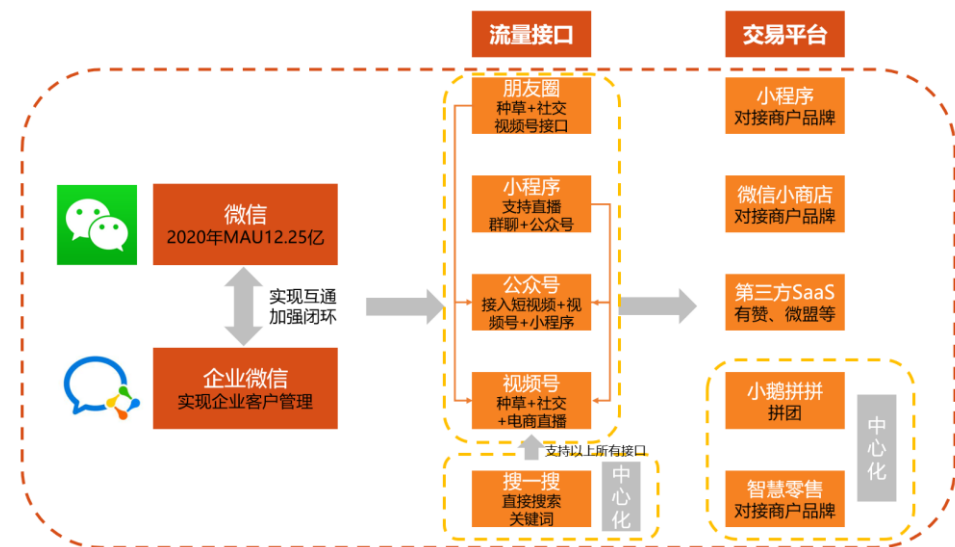 流量接口
交易平台
朋友圈
种草+社交
视频号接口
小程序
对接商户品牌
小程序
支持直播
群聊+公众号
微信小商店
对接商户品牌
微信
2020年MAU12.25亿
实现互通
加强闭环
公众号
接入短视频+视
频号+小程序
第三方SaaS
有赞、微盟等
企业微信
实现企业客户管理
视频号
种草+社交
+电商直播
小鹅拼拼
拼团
中心化
支持以上所有接口
搜一搜
直接搜索
关键词
中心化
智慧零售
对接商户品牌